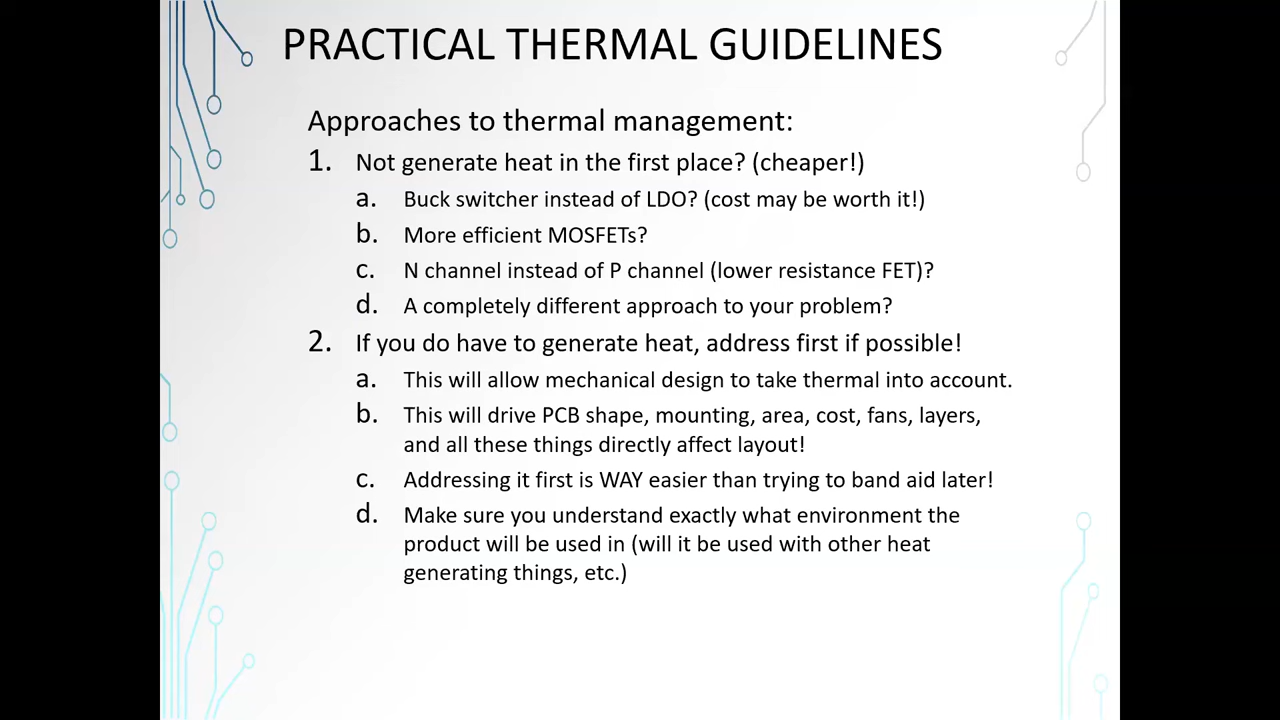 PRACTICAL THERMAL GUIDELINES
Approaches to thermal management:
1. Not generate heat in the first place? (cheaper!)
a. Buck switcher instead of LDO? (cost may be worth it!)
b. More efficient MOSFETs?
c. N channel instead of P channel (lower resistance FET)?
d. A completely different approach to your problem?
2. If you do have to generate heat, address first if possible!
a. This will allow mechanical design to take thermal into account.
b. This will drive PCB shape, mounting, area, cost, fans, layers,
and all these things directly affect layout!
c. Addressing it first is WAY easier than trying to band aid later!
d. Make sure you understand exactly what environment the
product will be used in (will it be used with other heat
generating things, etc.)